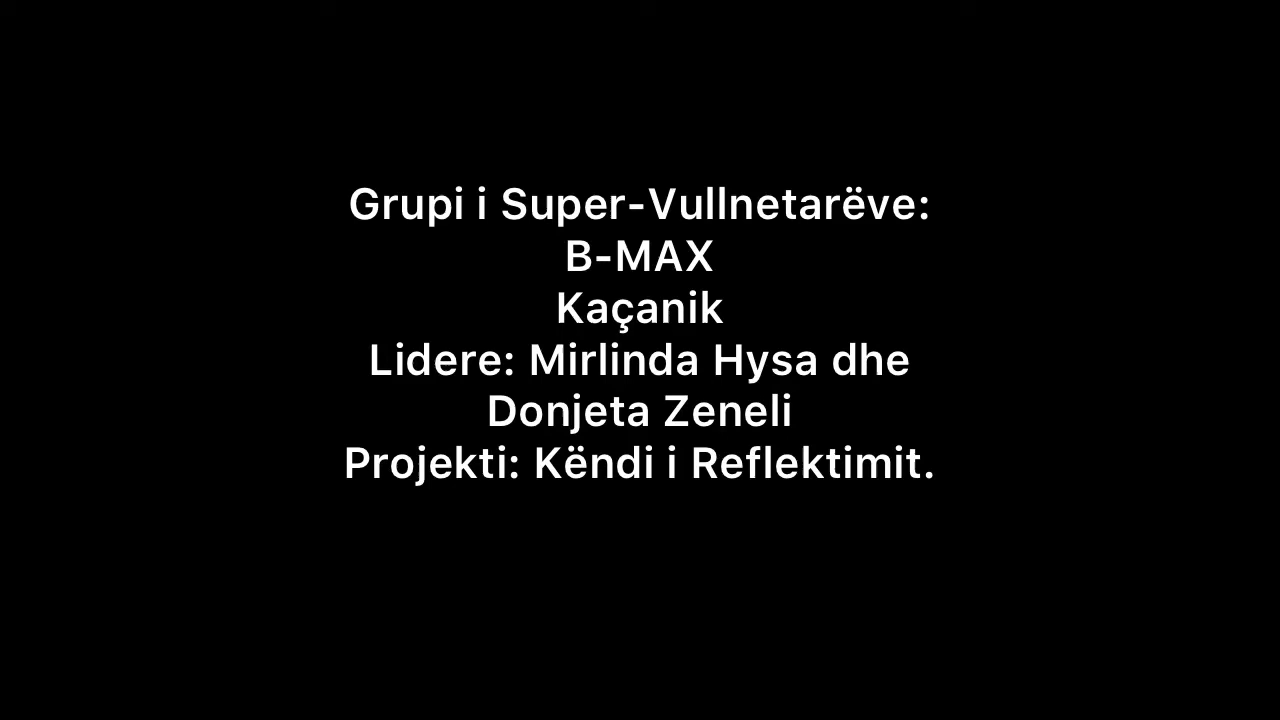 Grupi i Super-Vullnetarëve:
B-MAX
Kaçanik
Lidere: Mirlinda Hysa dhe
Donjeta Zeneli
Projekti: Këndi i Reflektimit.